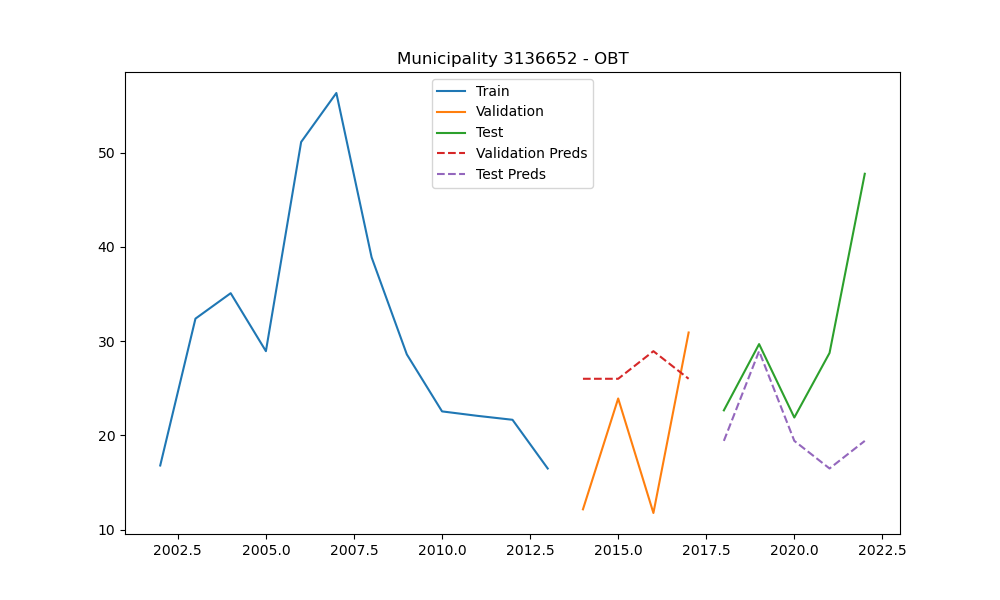 Municipality 3136652 - OBT
Train
Validation
Test
Validation Preds
Test Preds
50
40
30
20
10
2002.5 2005.0 2007.5 2010.0 2012.5 2015.0 2017.5 2020.0 2022.5